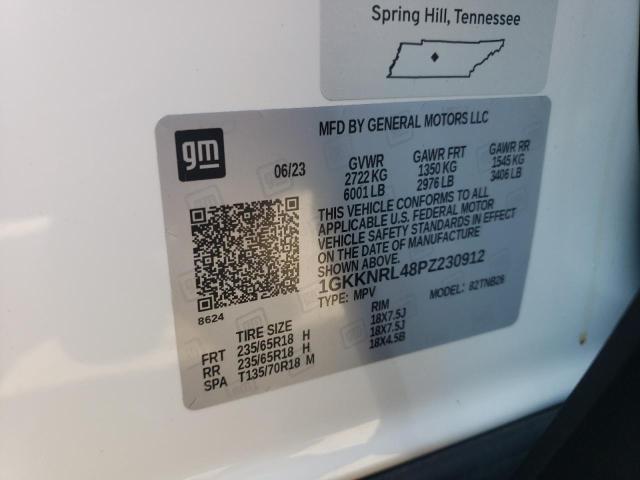 Spring Hill, Tennessee
MFD BY GENERAL MOTORS LLC
gm
06/23
GVWR GAWR FRT GAWR RR
2722 KG 1350 KG 1545 KG
6001 LB 2976 LB 3406 LB
THIS VEHICLE CONFORMS TO ALL
APPLICABLE U.S. FEDERAL MOTOR
VEHICLE SAFETY STANDARDS IN EFFECT
ON THE DATE OF MANUFACTURE
SHOWN ABOVE.
1GKKNRL48PZ230912
TYPE: MPV MODEL: 82TNB26
8624
TIRE SIZE RIM
FRT 235/65R18 H 18X7.5J
RR 235/65R18 H 18X7.5J
SPA T135/70R18 M 18X4.5B